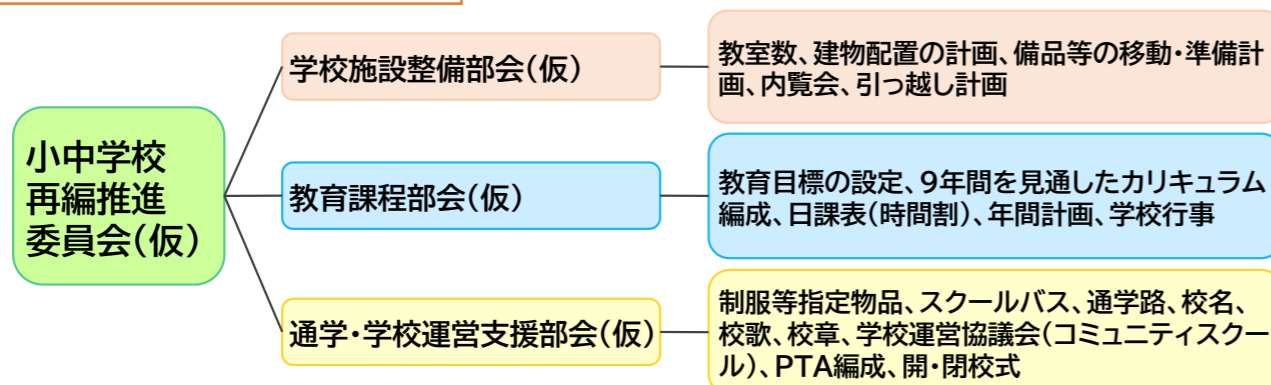 小中学校
再編推進
委員会(仮)
学校施設整備部会(仮)
教室数、建物配置の計画、備品等の移動・準備計
画、内覧会、引っ越し計画
教育課程部会(仮)
教育目標の設定、9年間を見通したカリキュラム
編成、日課表(時間割)、年間計画、学校行事
通学・学校運営支援部会(仮)
制服等指定物品、スクールバス、通学路、校名、
校歌、校章、学校運営協議会(コミュニティスクー
ル)、PTA編成、開・閉校式